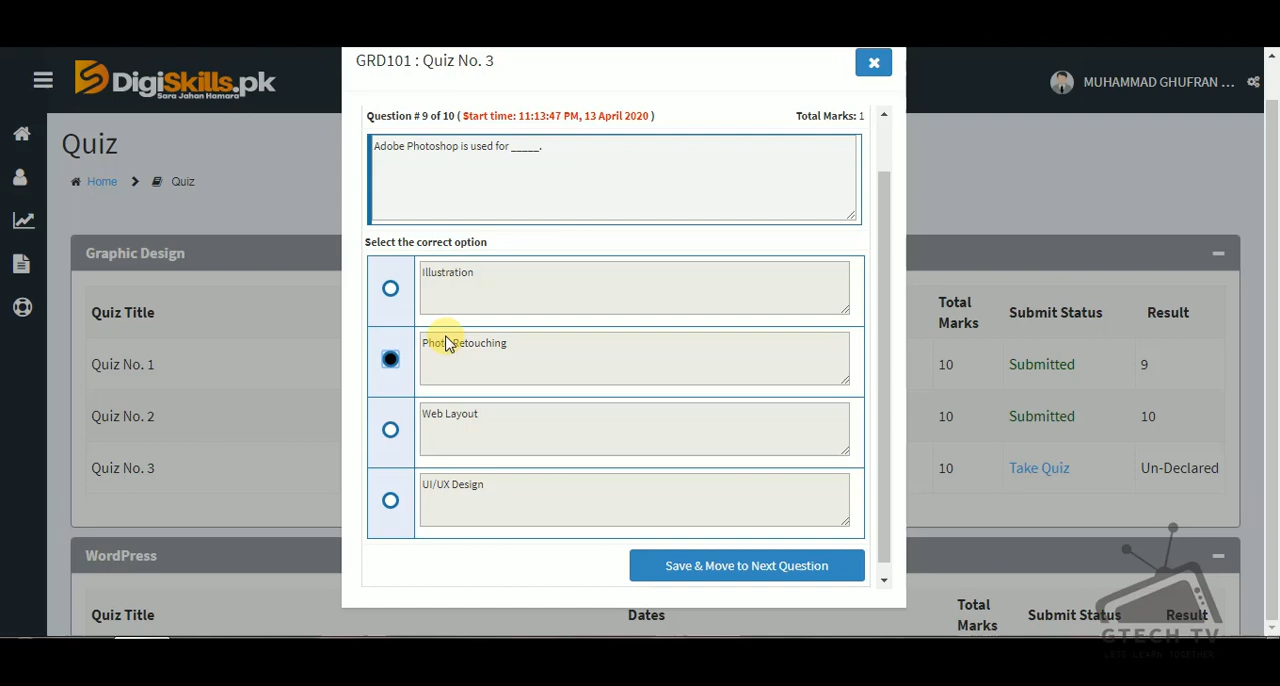 GRD101 : Quiz No. 3
DigiSkills.pk
Sara Jahan Hamara
MUHAMMAD GHUFRAN ...
Question # 9 of 10 ( Start time: 11:13:47 PM, 13 April 2020 )
Total Marks: 1
Quiz
Adobe Photoshop is used for _____.
Home
Quiz
Select the correct option
Graphic Design
Illustration
Quiz Title
Total Marks
Submit Status
Result
Photo Retouching
Quiz No. 1
10
Submitted
9
Web Layout
Quiz No. 2
10
Submitted
10
Quiz No. 3
10
Take Quiz
Un-Declared
UI/UX Design
WordPress
Save & Move to Next Question
Quiz Title
Dates
Total Marks
Submit Status
Result
GTECH TV
LETS LEARN TOGETHER